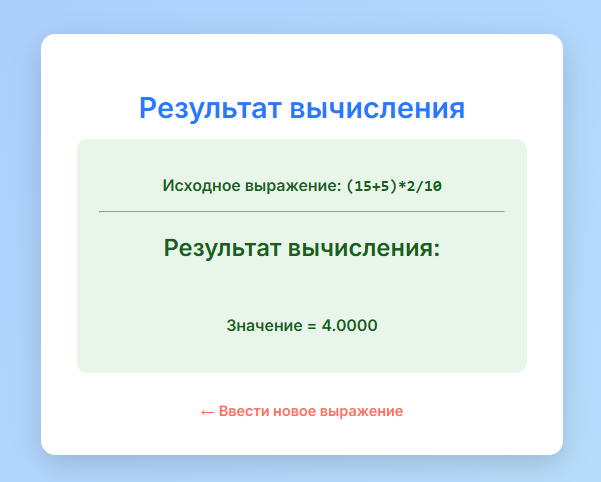 Результат вычисления
Исходное выражение: (15+5)*2/10
Результат вычисления:
Значение = 4.0000
← Ввести новое выражение